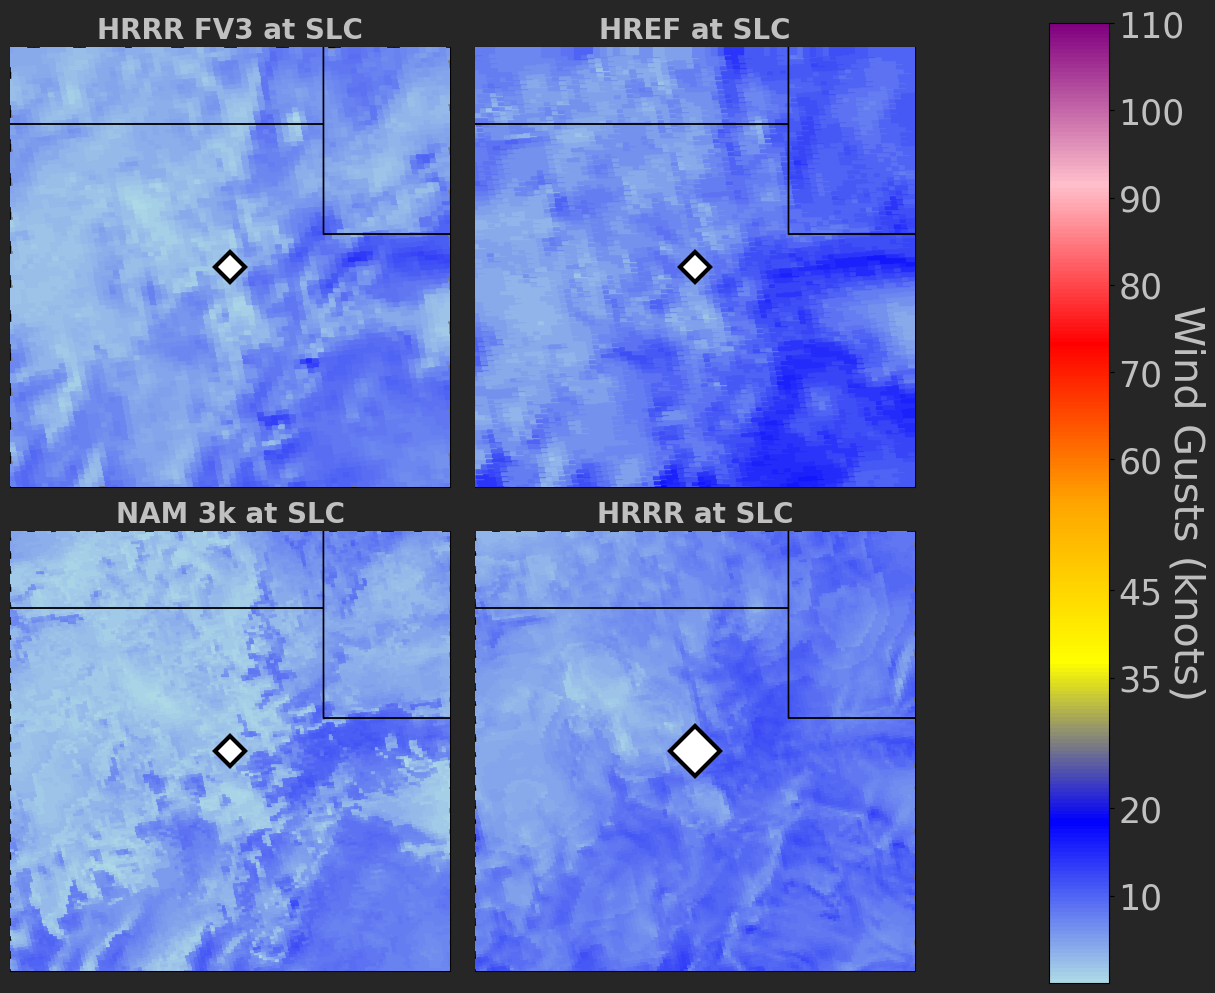 HRRR FV3 at SLC
HREF at SLC
NAM 3k at SLC
HRRR at SLC
110
100
90
80
70
60
45
35
20
10
Wind Gusts (knots)